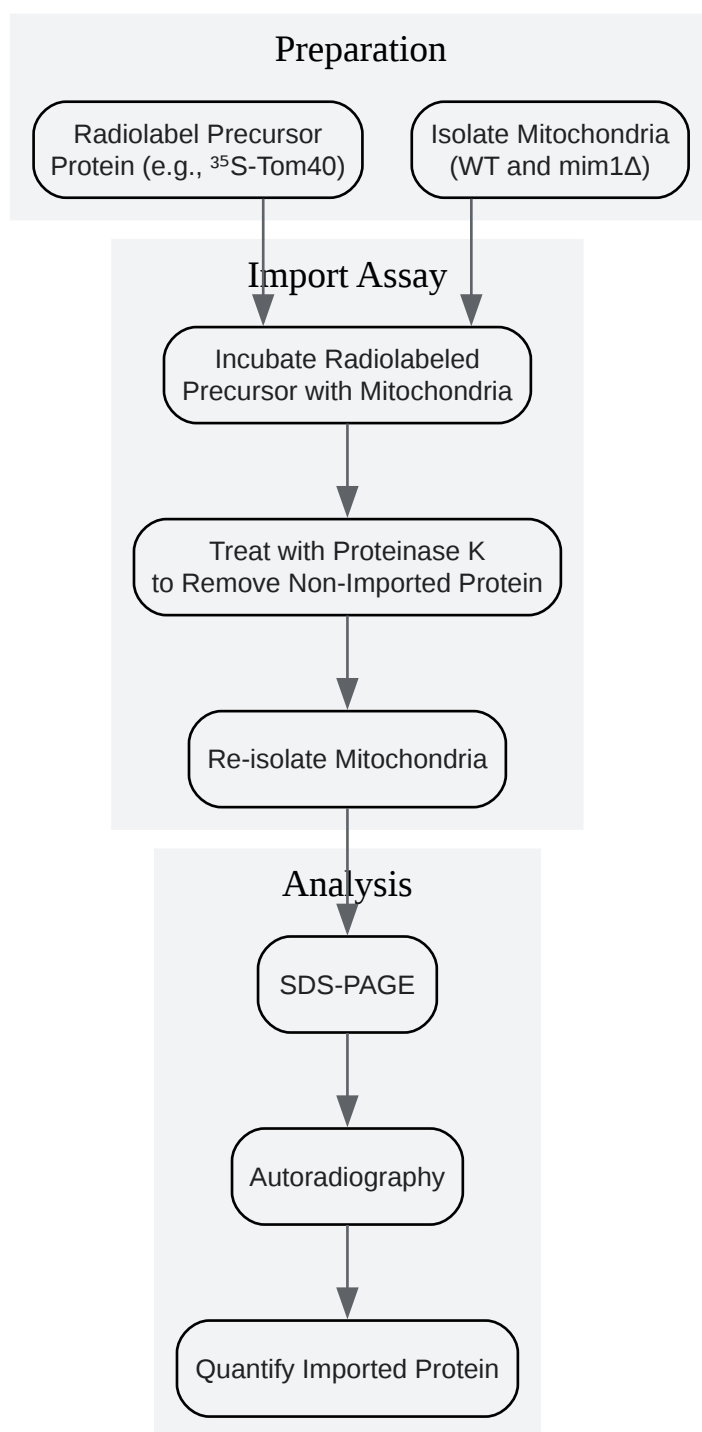 Preparation
Radiolabel Precursor
Protein (e.g., ³⁵S-Tom40)
Isolate Mitochondria
(WT and mim1Δ)
Import Assay
Incubate Radiolabeled
Precursor with Mitochondria
Treat with Proteinase K
to Remove Non-Imported Protein
Re-isolate Mitochondria
Analysis
SDS-PAGE
Autoradiography
Quantify Imported Protein